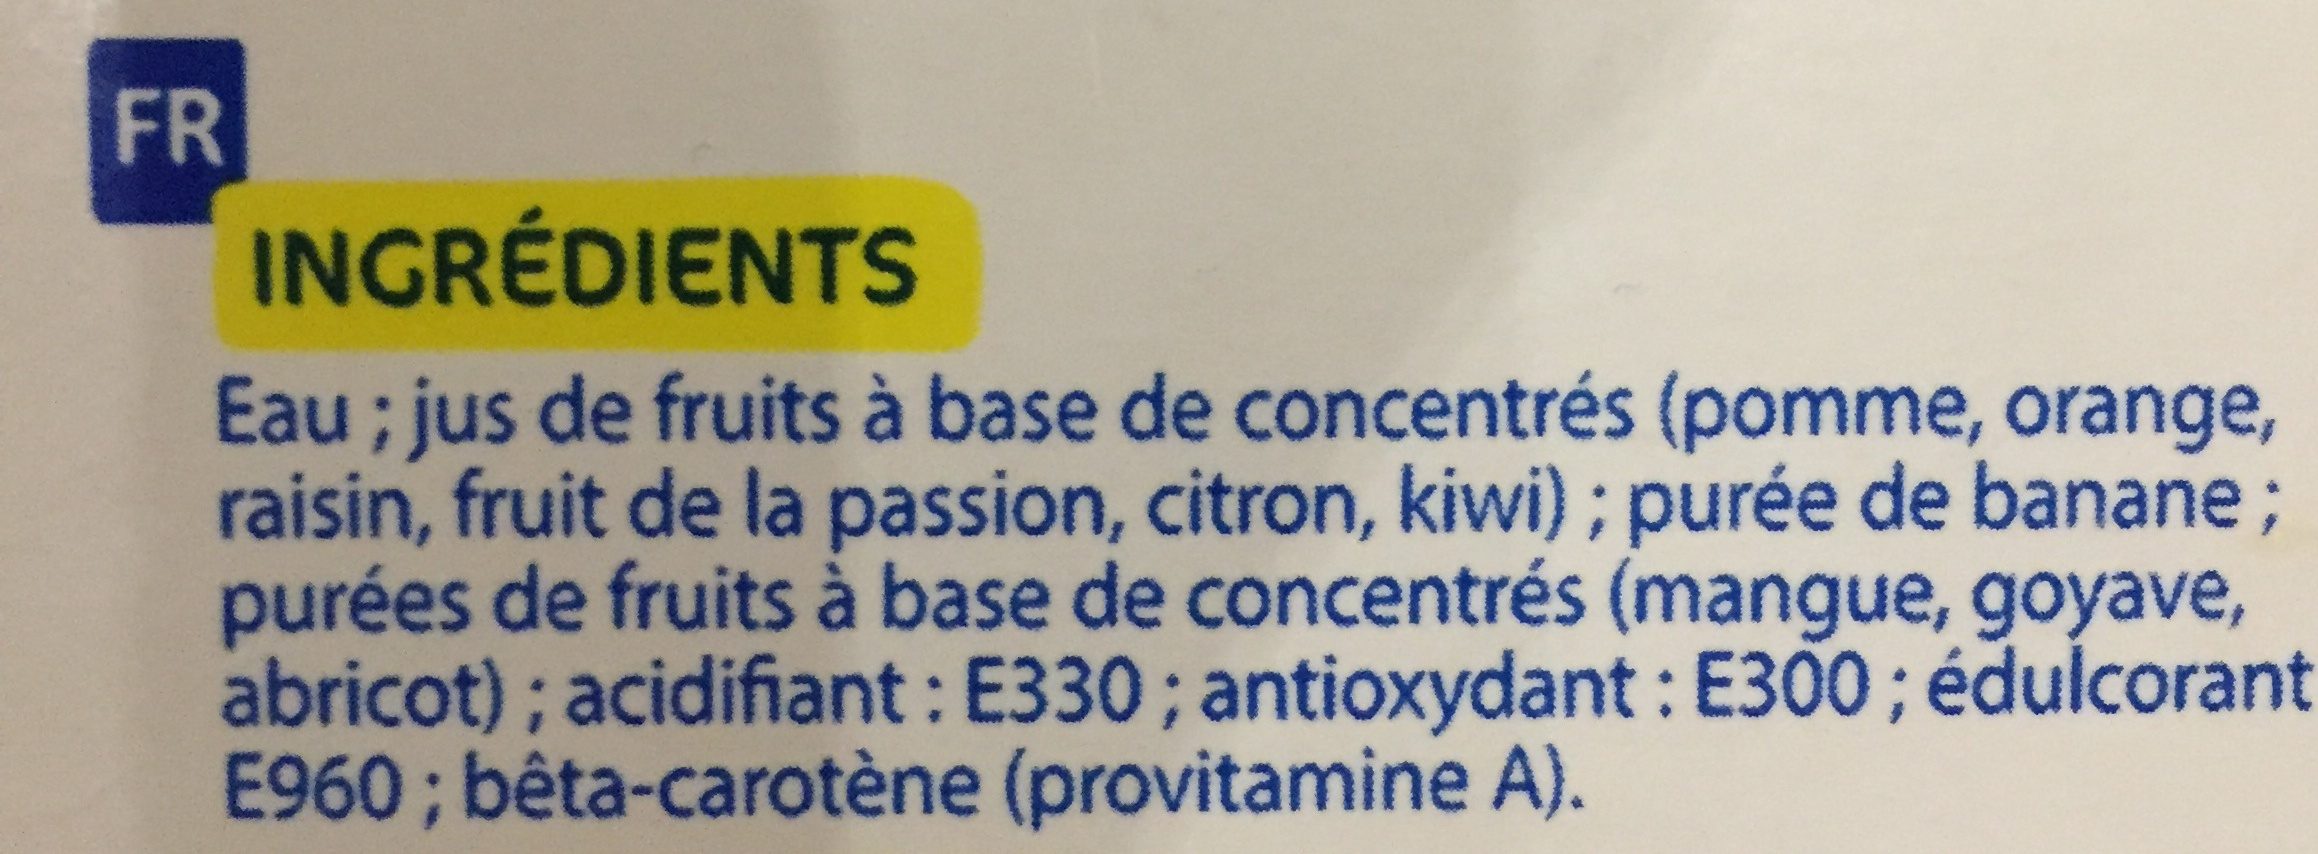 FR
INGRÉDIENTS
Eau ; jus de fruits à base de concentrés (pomme, orange,
raisin, fruit de la passion, citron, kiwi) ; purée de banane ;
purées de fruits à base de concentrés (mangue, goyave,
abricot) ; acidifiant : E330 ; antioxydant : E300 ; édulcorant
E960 ; bêta-carotène (provitamine A).